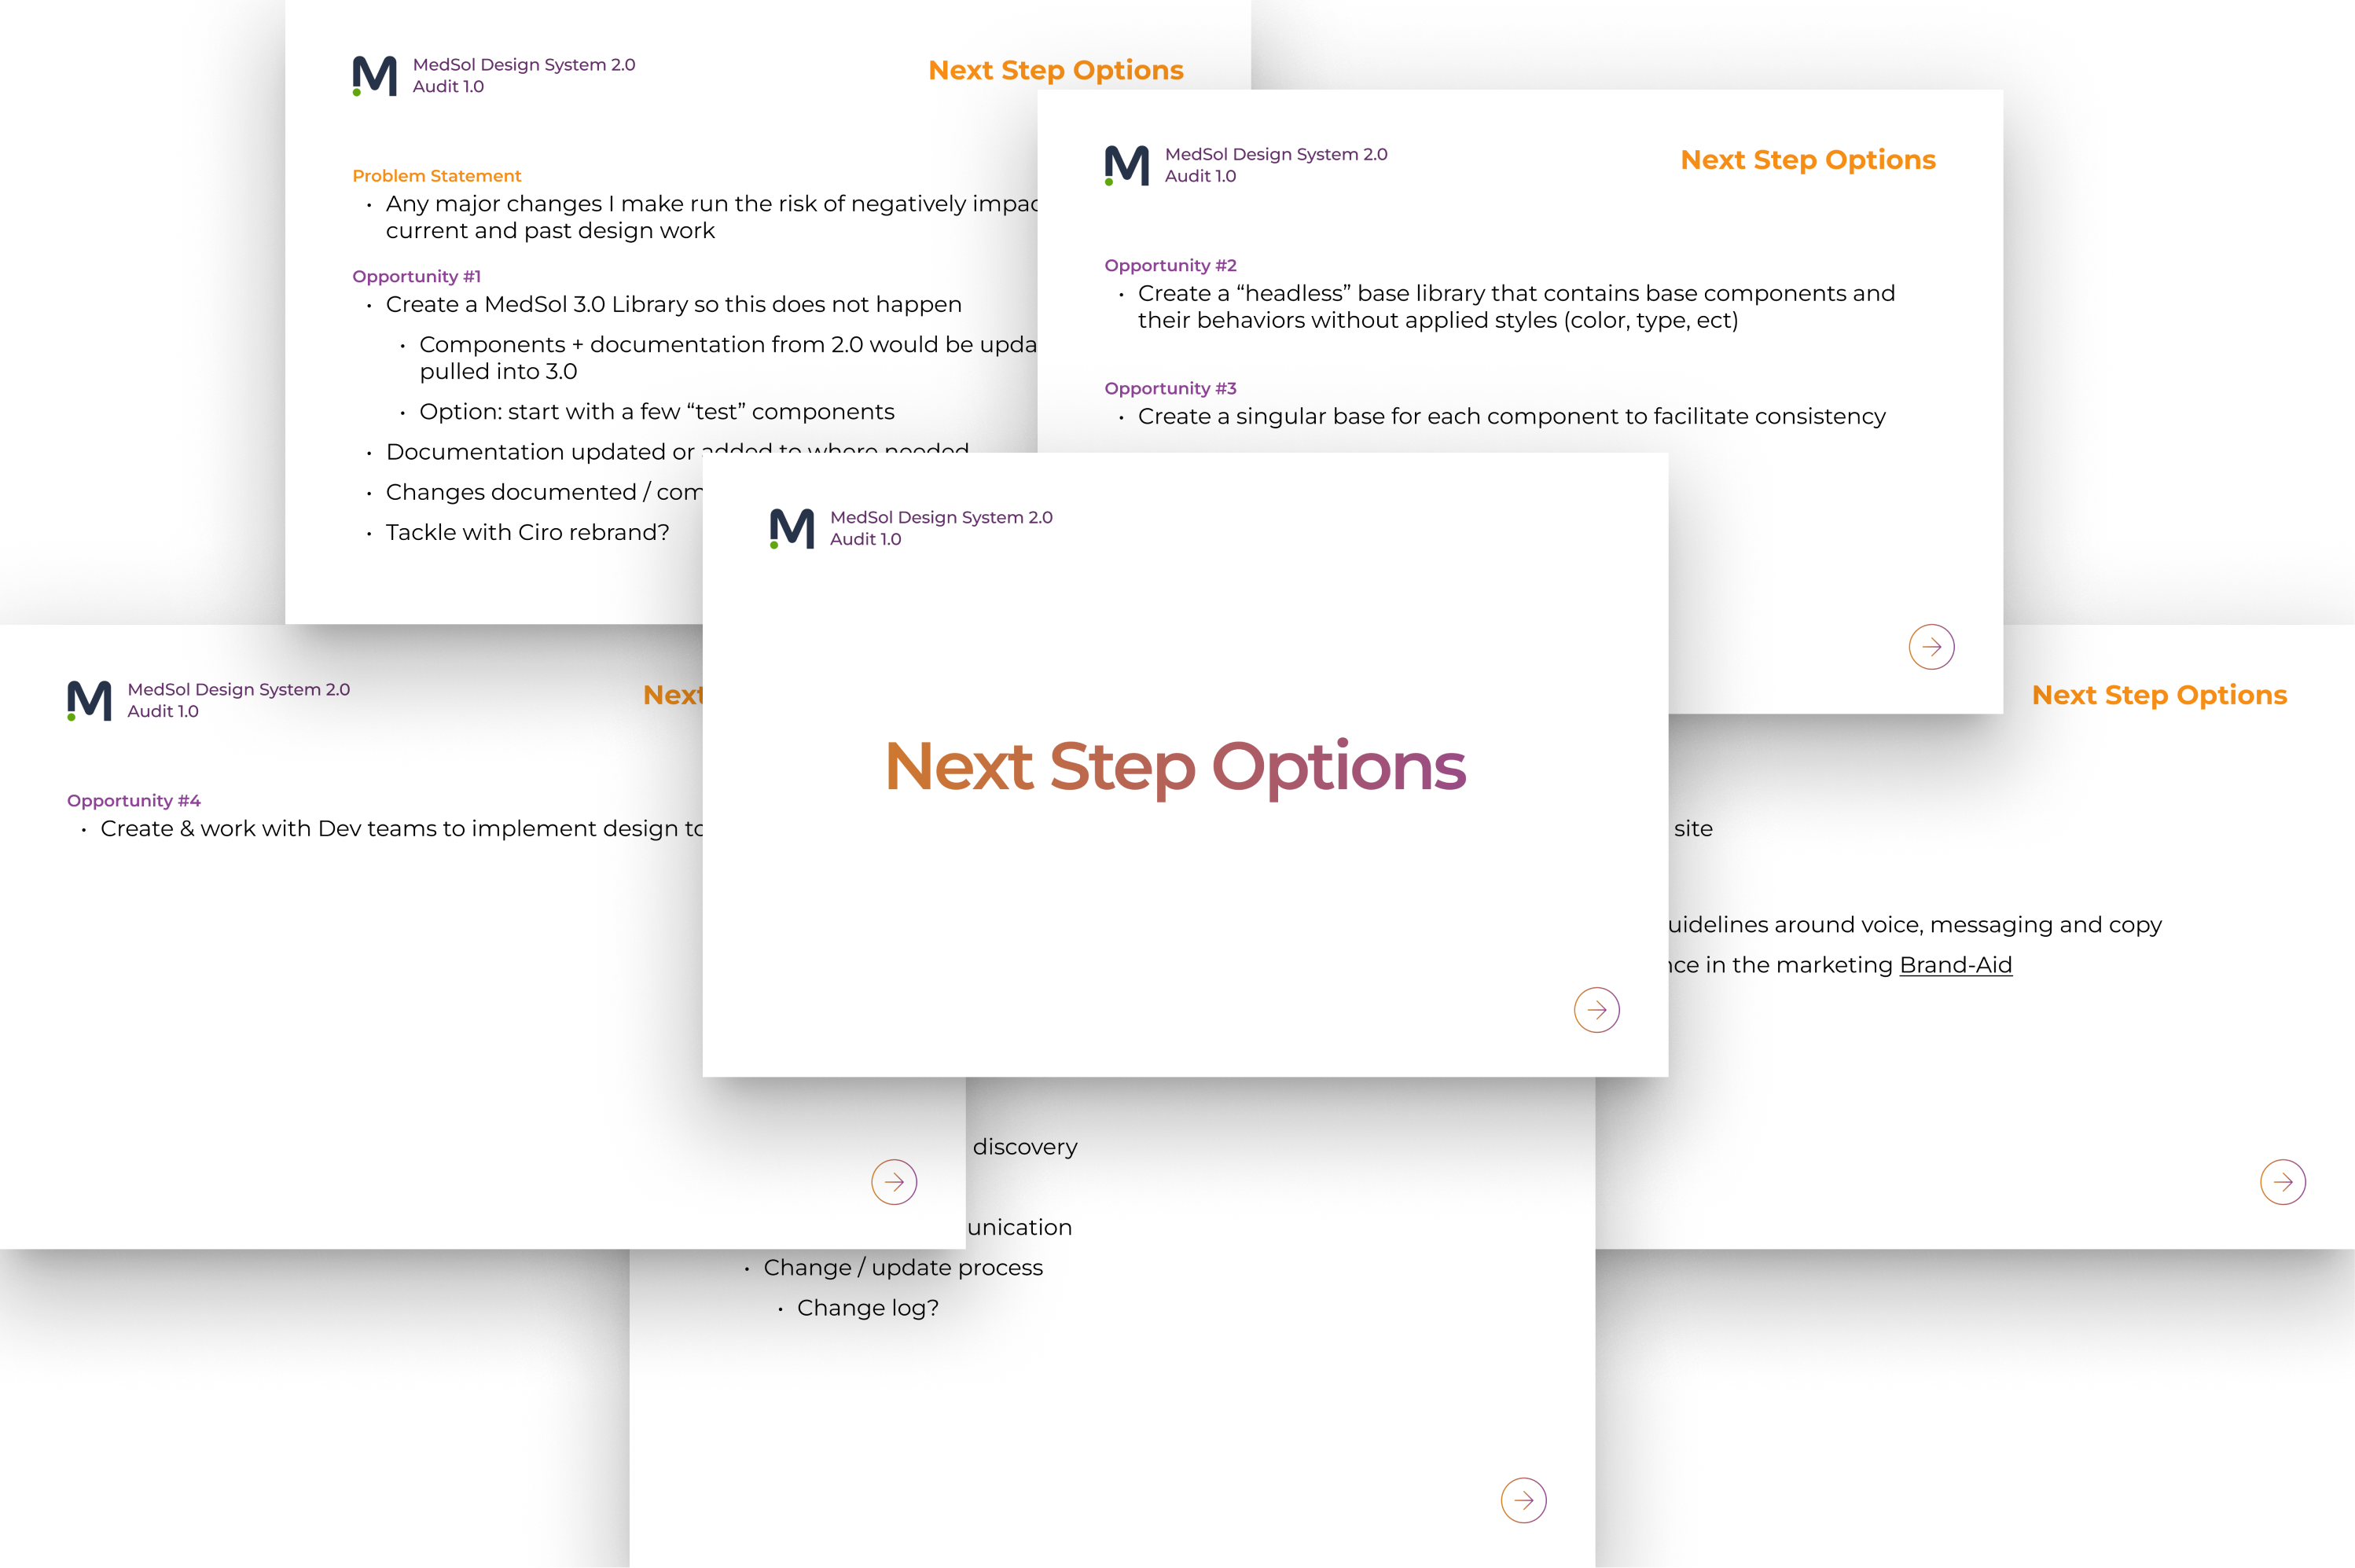 M MedSol Design System 2.0
Audit 1.0
Next Step Options
Problem Statement
• Any major changes I make run the risk of negatively
current and past design work
Opportunity #1
• Create a MedSol 3.0 Library so this does not happen
• Components + documentation from 2.0 would be
pulled into 3.0
• Option: start with a few “test” components
• Documentation updated or added to where needed
• Changes documented /
• Tackle with Ciro rebrand?
M MedSol Design System 2.0
Audit 1.0
Next Step Options
Opportunity #2
• Create a “headless” base library that contains base components and
their behaviors without applied styles (color, type, ect)
Opportunity #3
• Create a singular base for each component to facilitate consistency
M MedSol Design System 2.0
Audit 1.0
Next Step Options
M MedSol Design System 2.0
Audit 1.0
Next
Opportunity #4
• Create & work with Dev teams to implement design
Next Step Options
site
around voice, messaging and copy
in the marketing Brand-Aid
discovery
• Change / update process
• Change log?